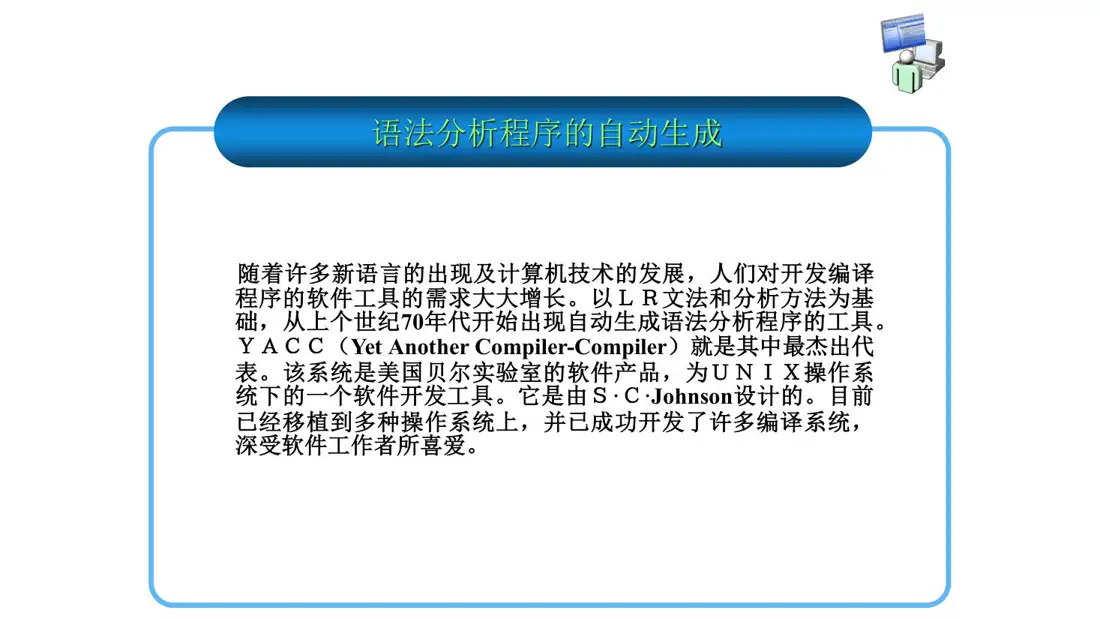 语法分析程序的自动生成
随着许多新语言的出现及计算机技术的发展，人们对开发编译
程序的软件工具的需求大大增长。以ＬＲ文法和分析方法为基
础，从上个世纪70年代开始出现自动生成语法分析程序的工具。
ＹＡＣＣ（Yet Another Compiler-Compiler）就是其中最杰出代
表。该系统是美国贝尔实验室的软件产品，为ＵＮＩＸ操作系
统下的一个软件开发工具。它是由Ｓ·Ｃ·Johnson设计的。目前
已经移植到多种操作系统上，并已成功开发了许多编译系统，
深受软件工作者所喜爱。